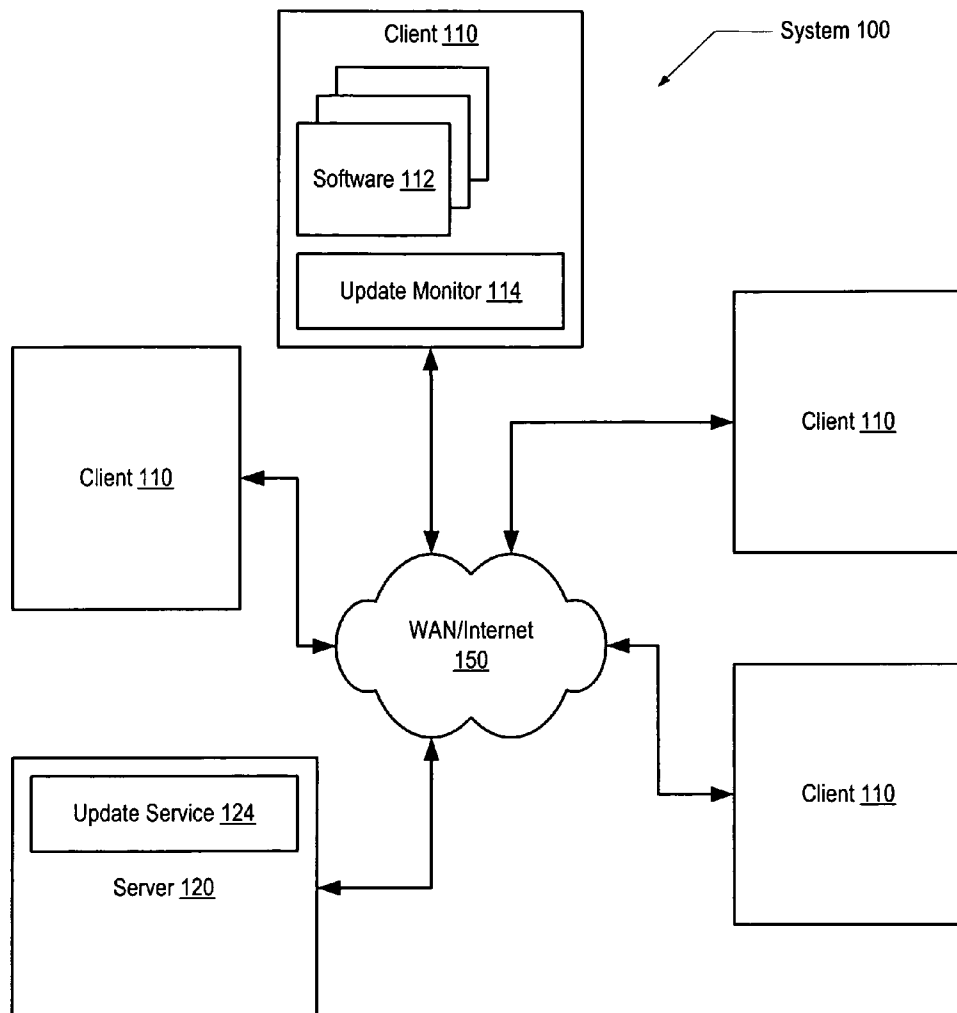 Client 110
System 100
Software 112
Update Monitor 114
Client 110
Client 110
WAN/Internet
150
Client 110
Update Service 124
Server 120